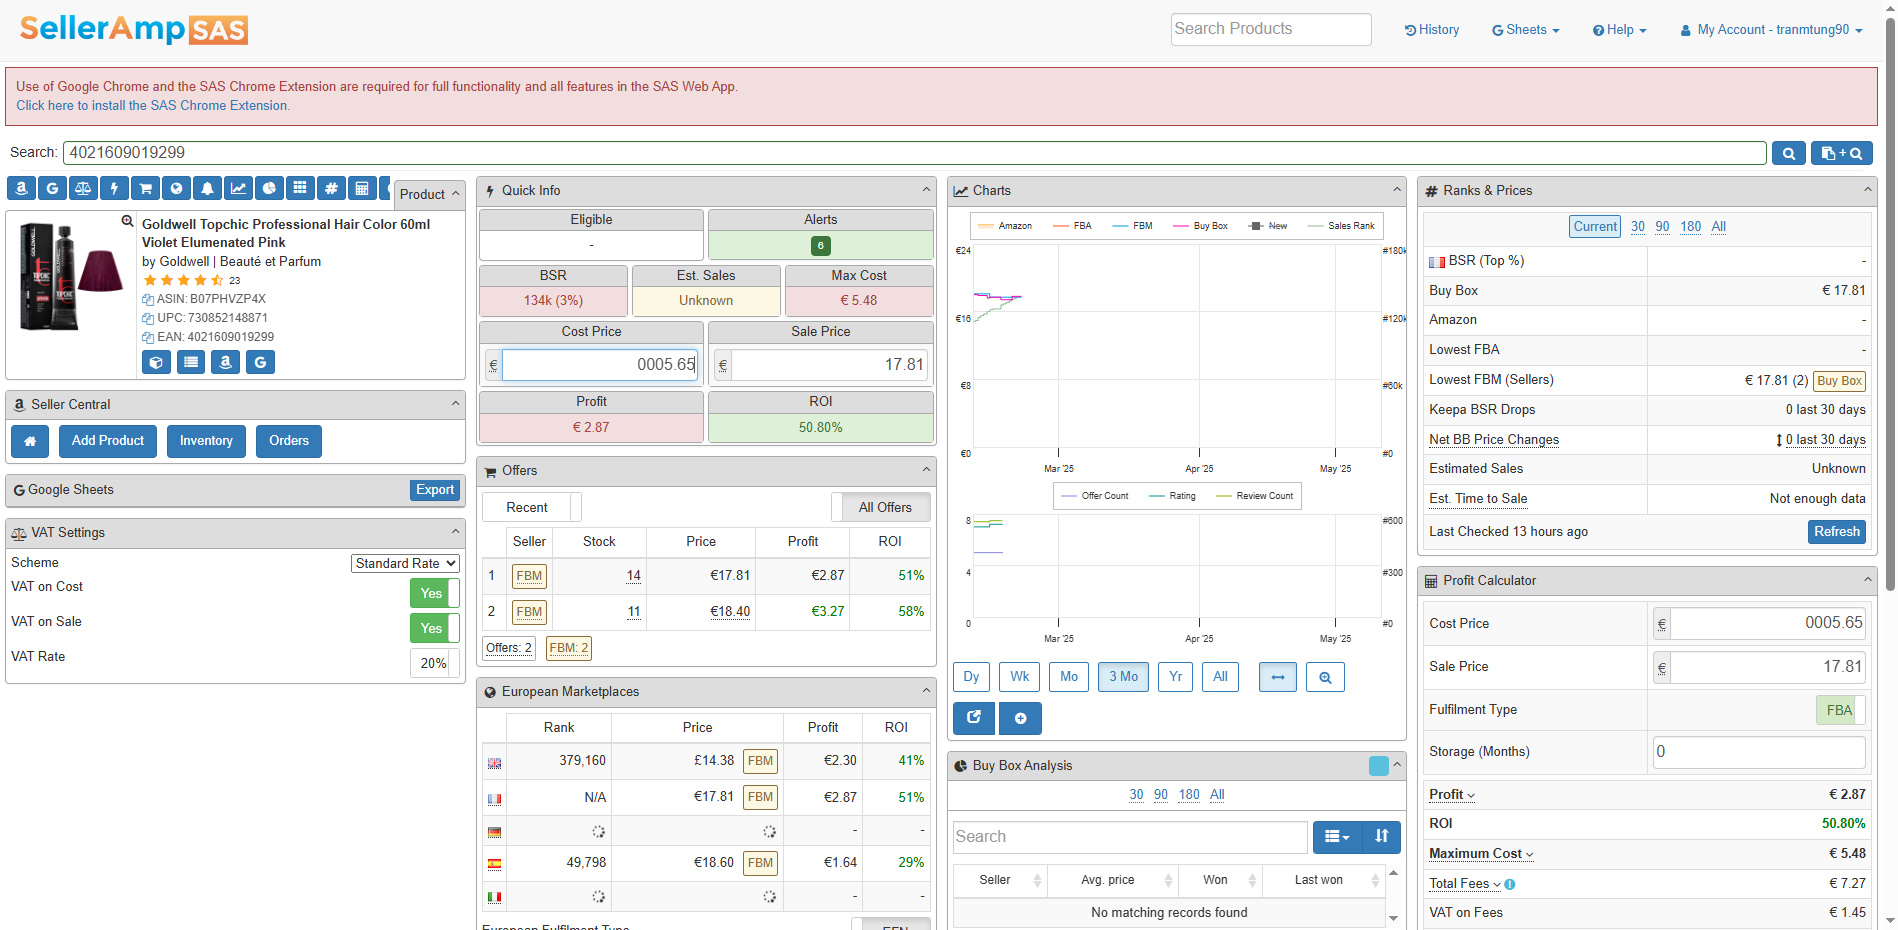 SellerAmp SAS
Search Products
History
G Sheets
Help
My Account - tranmtung90
Use of Google Chrome and the SAS Chrome Extension are required for full functionality and all features in the SAS Web App.
Click here to install the SAS Chrome Extension.
Search: 4021609019299
+
Product
Goldwell Topchic Professional Hair Color 60ml
Violet Elumenated Pink
by Goldwell | Beauté et Parfum
23
ASIN: B07PHVZP4X
UPC: 730852148871
EAN: 4021609019299
Seller Central
Add Product
Inventory
Orders
Google Sheets
Export
VAT Settings
Scheme Standard Rate
VAT on Cost Yes
VAT on Sale Yes
VAT Rate 20%
Quick Info
Eligible Alerts
- 6
BSR Est. Sales Max Cost
134k (3%) Unknown € 5.48
Cost Price Sale Price
€ 0005.65 € 17.81
Profit ROI
€ 2.87 50.80%
Offers
Recent All Offers
Seller Stock Price Profit ROI
1 FBM 14 €17.81 €2.87 51%
2 FBM 11 €18.40 €3.27 58%
Offers: 2 FBM: 2
European Marketplaces
Rank Price Profit ROI
379,160 £14.38 FBM €2.30 41%
N/A €17.81 FBM €2.87 51%
- -
49,798 €18.60 FBM €1.64 29%
- -
European Fulfilment Type EFN
Charts
Amazon FBA FBM Buy Box New Sales Rank
€24 #180k
€16 #120k
€8 #60k
€0 #0
Mar '25 Apr '25 May '25
Offer Count Rating Review Count
8 #600
4 #300
0 #0
Mar '25 Apr '25 May '25
Dy Wk Mo 3 Mo Yr All
Buy Box Analysis
30 90 180 All
Search
Seller Avg. price Won Last won
No matching records found
Ranks & Prices
Current 30 90 180 All
BSR (Top %) -
Buy Box € 17.81
Amazon -
Lowest FBA -
Lowest FBM (Sellers) € 17.81 (2) Buy Box
Keepa BSR Drops 0 last 30 days
Net BB Price Changes 0 last 30 days
Estimated Sales Unknown
Est. Time to Sale Not enough data
Last Checked 13 hours ago Refresh
Profit Calculator
Cost Price € 0005.65
Sale Price € 17.81
Fulfilment Type FBA
Storage (Months) 0
Profit € 2.87
ROI 50.80%
Maximum Cost € 5.48
Total Fees € 7.27
VAT on Fees € 1.45